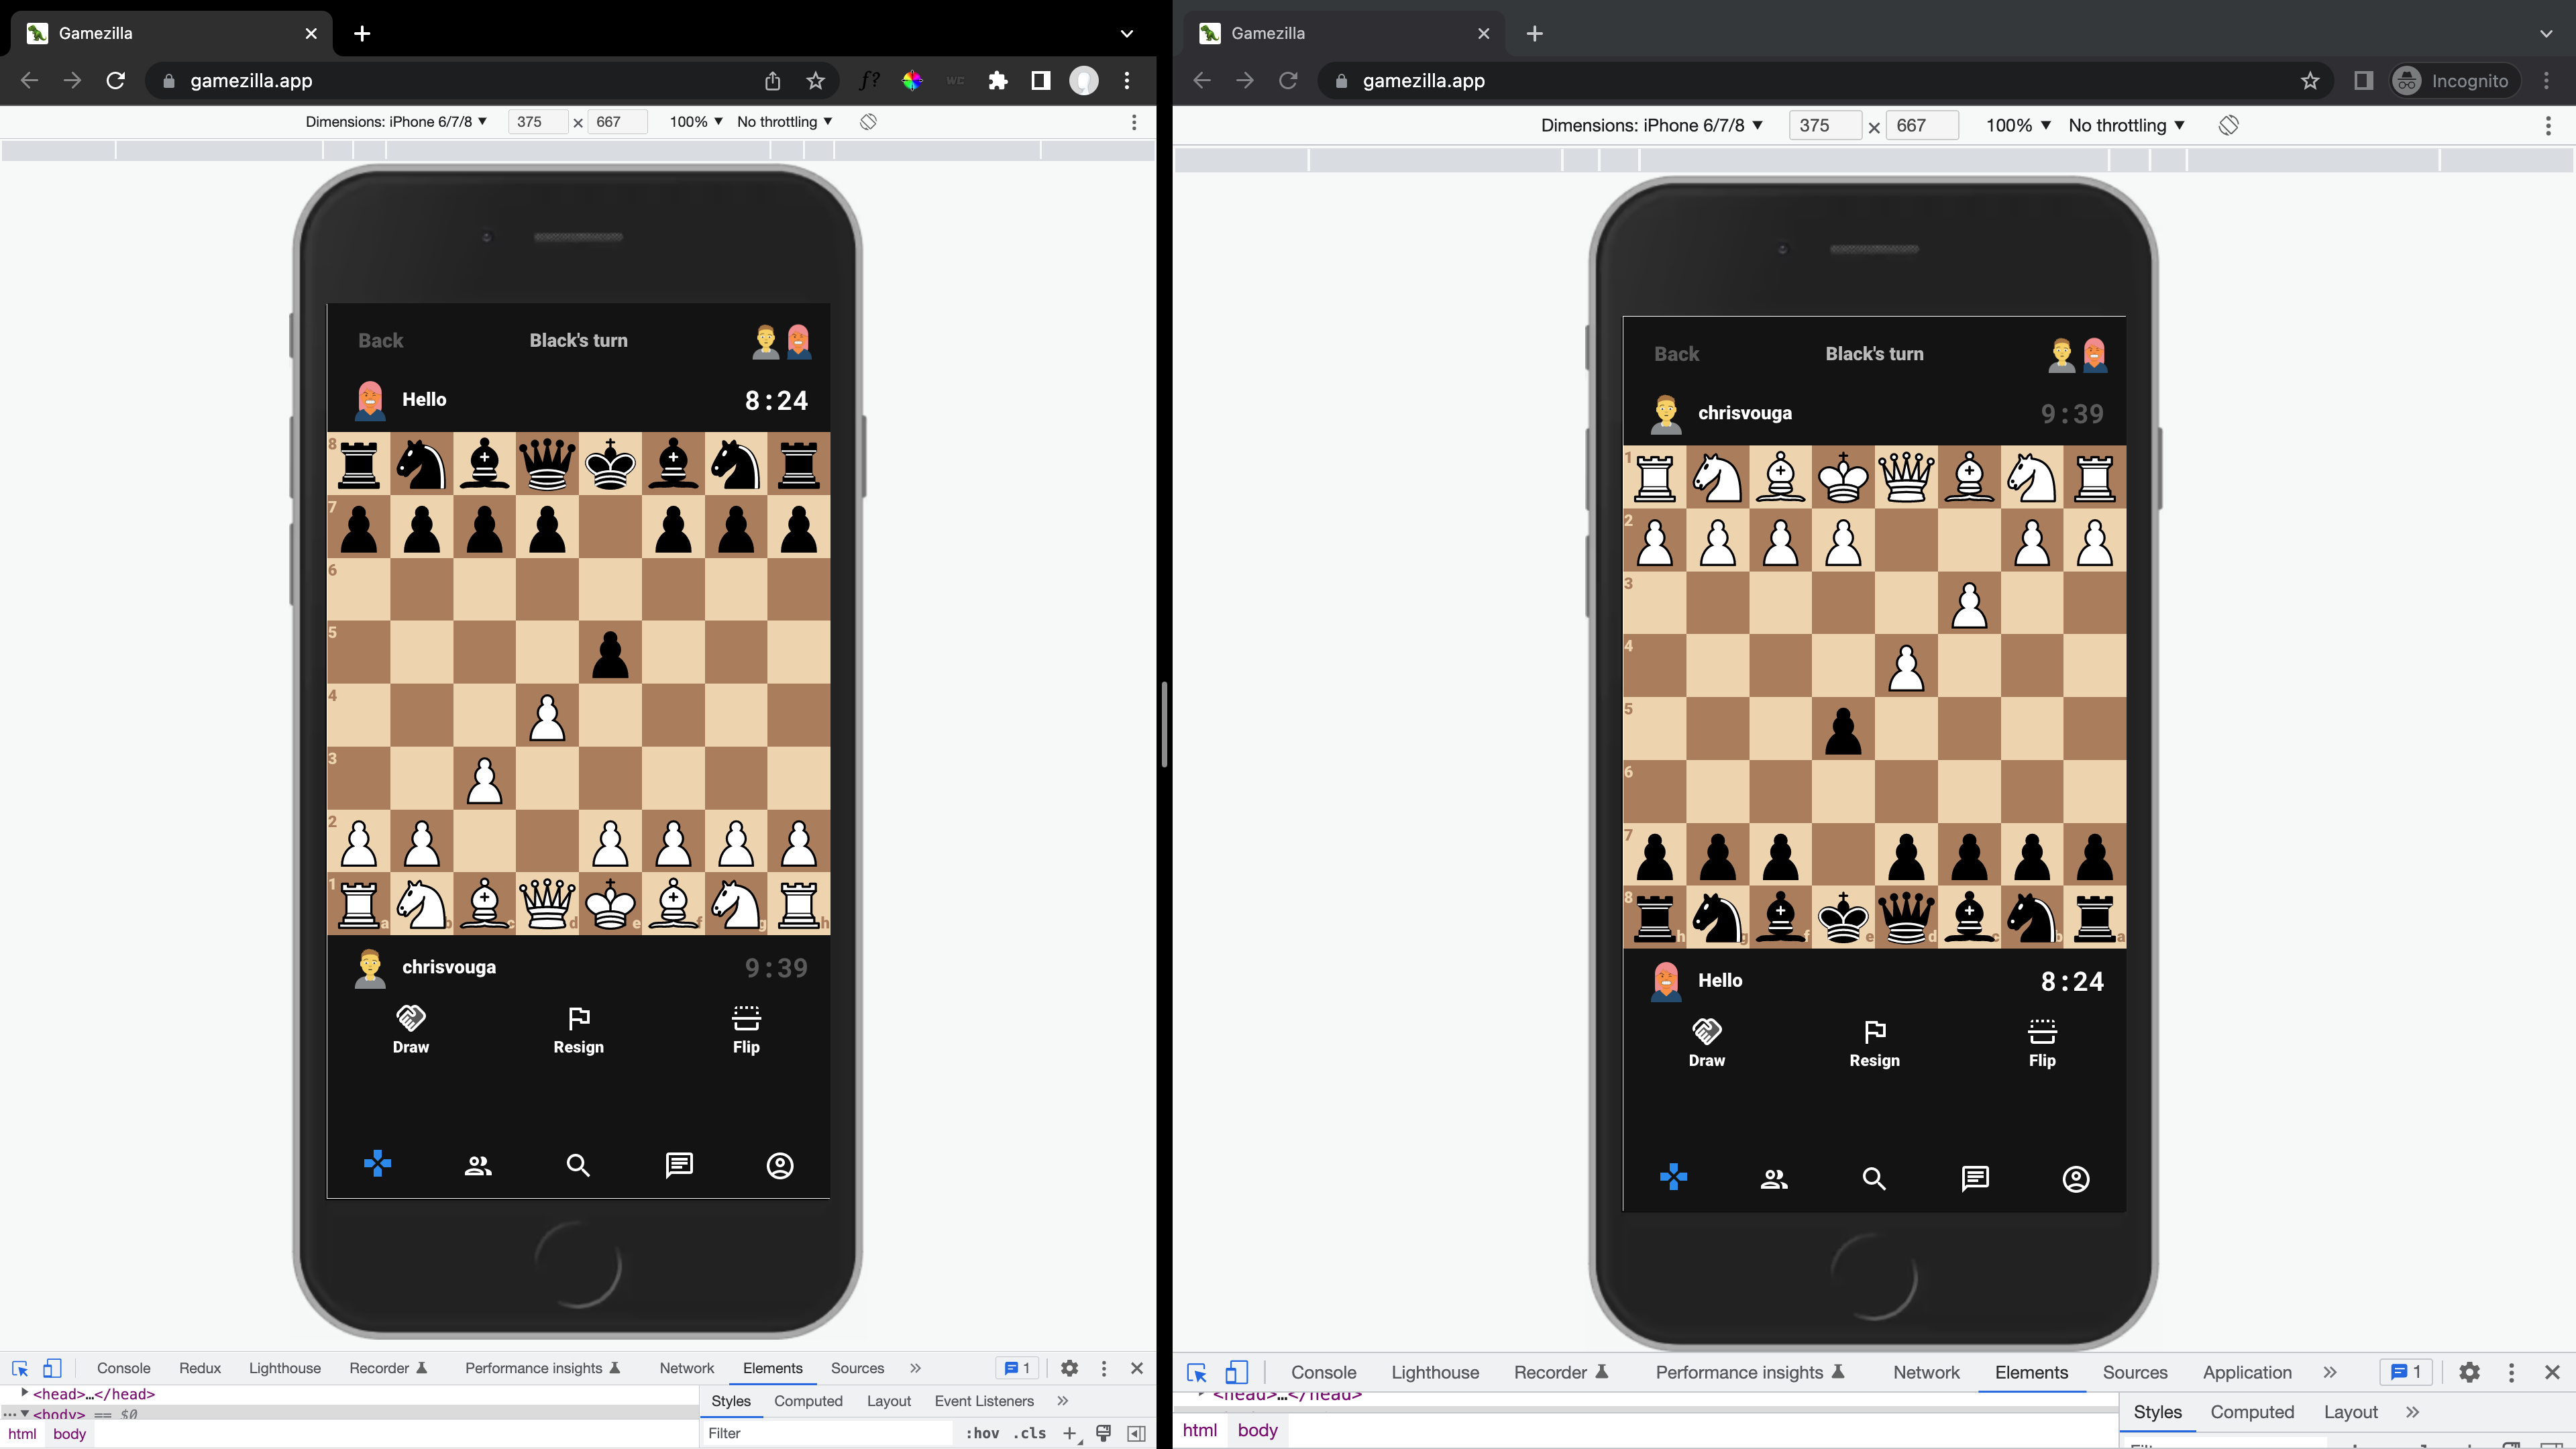 Gamezilla
gamezilla.app
f?
WC
Dimensions: iPhone 6/7/8 ▼ 375 × 667 100% ▼ No throttling ▼
Back Black's turn
Hello 8:24
8
7
6
5
4
3
2
1
a b c d e f g h
chrisvouga 9:39
Draw Resign Flip
Console Redux Lighthouse Recorder Performance insights Network Elements Sources » 1
▶<head>…</head>
…▼<body> == $0
html body
Styles Computed Layout Event Listeners »
Filter :hov .cls +
Gamezilla
gamezilla.app Incognito
Dimensions: iPhone 6/7/8 ▼ 375 × 667 100% ▼ No throttling ▼
Back Black's turn
chrisvouga 9:39
1
2
3
4
5
6
7
8
h g f e d c b a
Hello 8:24
Draw Resign Flip
Console Lighthouse Recorder Performance insights Network Elements Sources Application » 1
<head>…</head>
html body
Styles Computed Layout »